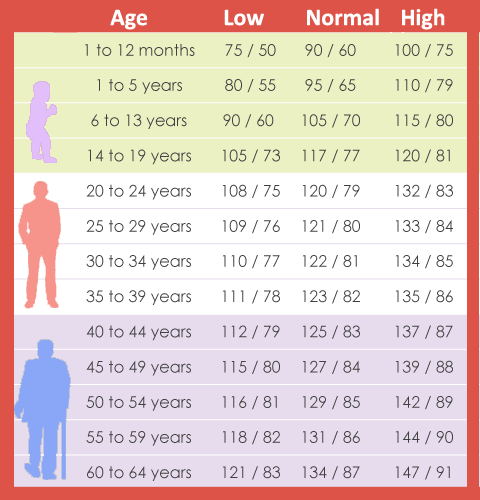 Age Low Normal High
1 to 12 months 75 / 50 90 / 60 100 / 75
1 to 5 years 80 / 55 95 / 65 110 / 79
6 to 13 years 90 / 60 105 / 70 115 / 80
14 to 19 years 105 / 73 117 / 77 120 / 81
20 to 24 years 108 / 75 120 / 79 132 / 83
25 to 29 years 109 / 76 121 / 80 133 / 84
30 to 34 years 110 / 77 122 / 81 134 / 85
35 to 39 years 111 / 78 123 / 82 135 / 86
40 to 44 years 112 / 79 125 / 83 137 / 87
45 to 49 years 115 / 80 127 / 84 139 / 88
50 to 54 years 116 / 81 129 / 85 142 / 89
55 to 59 years 118 / 82 131 / 86 144 / 90
60 to 64 years 121 / 83 134 / 87 147 / 91